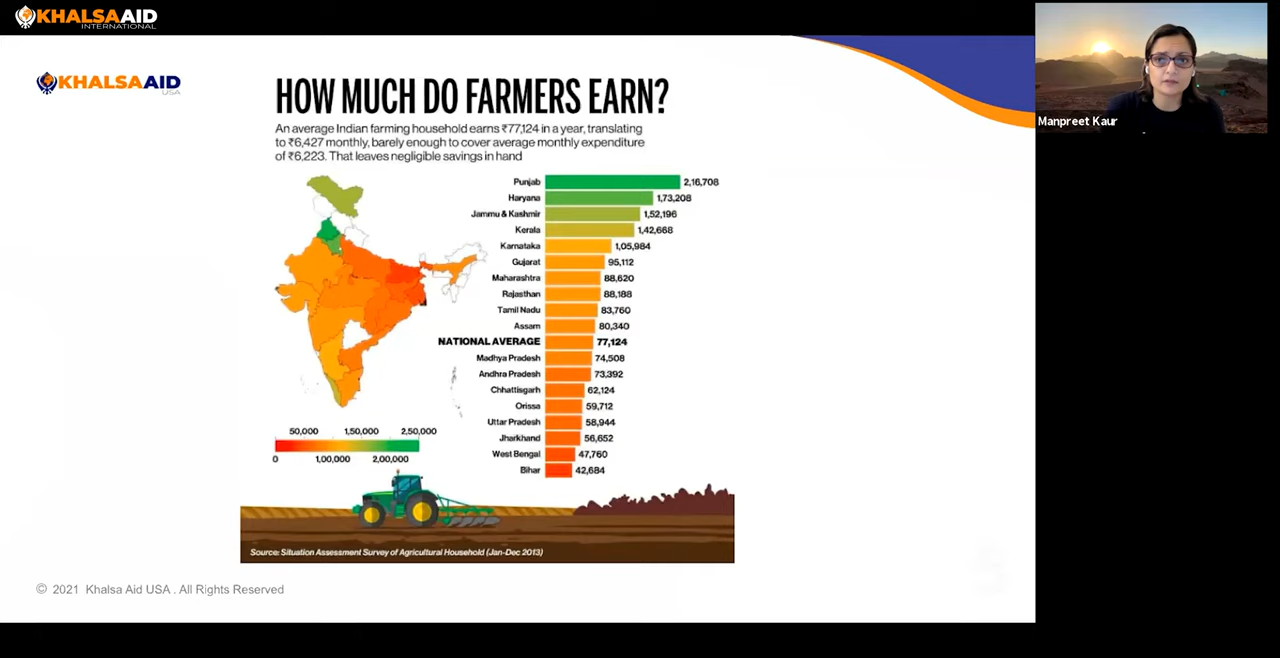 KHALSAAID
INTERNATIONAL
KHALSAAID
USA
HOW MUCH DO FARMERS EARN?
An average Indian farming household earns ₹77,124 in a year, translating
to ₹6,427 monthly, barely enough to cover average monthly expenditure
of ₹6,223. That leaves negligible savings in hand
Punjab 2,16,708
Haryana 1,73,208
Jammu & Kashmir 1,52,196
Kerala 1,42,668
Karnataka 1,05,984
Gujarat 95,112
Maharashtra 88,620
Rajasthan 88,188
Tamil Nadu 83,760
Assam 80,340
NATIONAL AVERAGE 77,124
Madhya Pradesh 74,508
Andhra Pradesh 73,392
Chhattisgarh 62,124
Orissa 59,712
Uttar Pradesh 58,944
Jharkhand 56,652
West Bengal 47,760
Bihar 42,684
50,000 1,50,000 2,50,000
0 1,00,000 2,00,000
Source: Situation Assessment Survey of Agricultural Household (Jan-Dec 2013)
© 2021 Khalsa Aid USA . All Rights Reserved
Manpreet Kaur